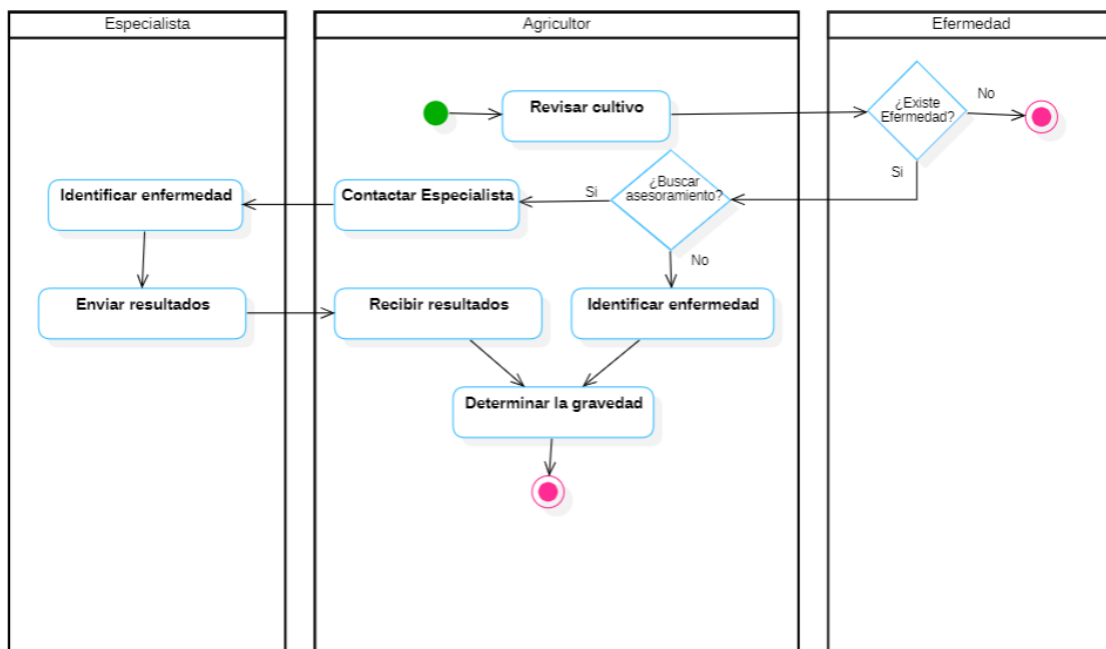 Especialista
Agricultor
Efermedad
Revisar cultivo
¿Existe
Efermedad?
No
Si
¿Buscar
asesoramiento?
Si
No
Contactar Especialista
Identificar enfermedad
Enviar resultados
Recibir resultados
Identificar enfermedad
Determinar la gravedad